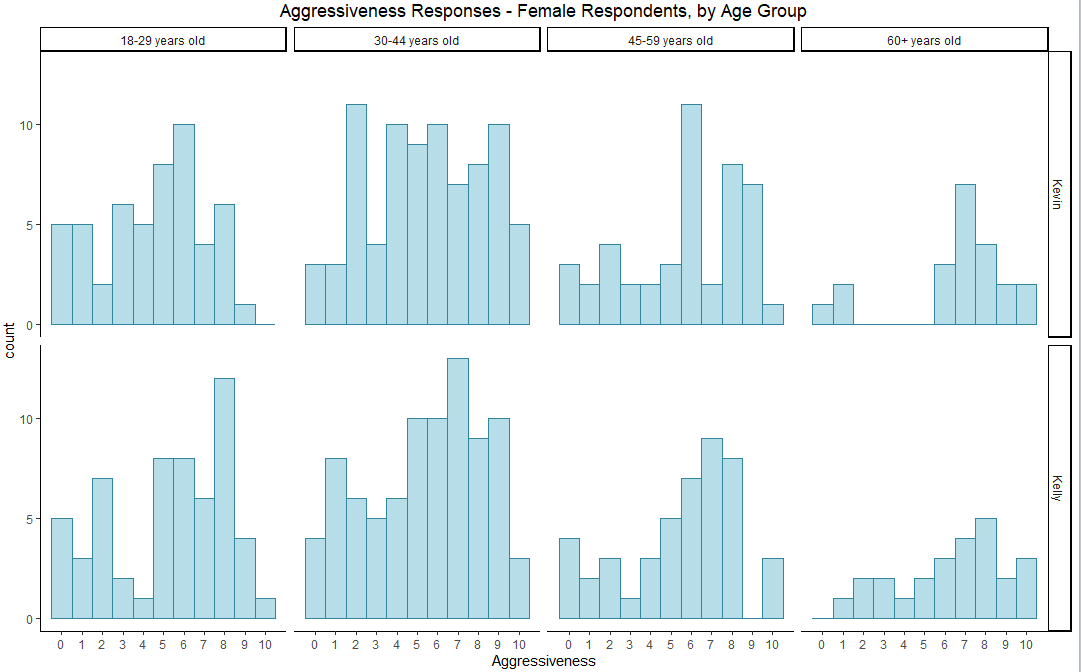 Aggressiveness Responses - Female Respondents, by Age Group
18-29 years old
30-44 years old
45-59 years old
60+ years old
10
5
0
Kevin
count
10
5
0
Kelly
0 1 2 3 4 5 6 7 8 9 10
0 1 2 3 4 5 6 7 8 9 10
0 1 2 3 4 5 6 7 8 9 10
0 1 2 3 4 5 6 7 8 9 10
Aggressiveness